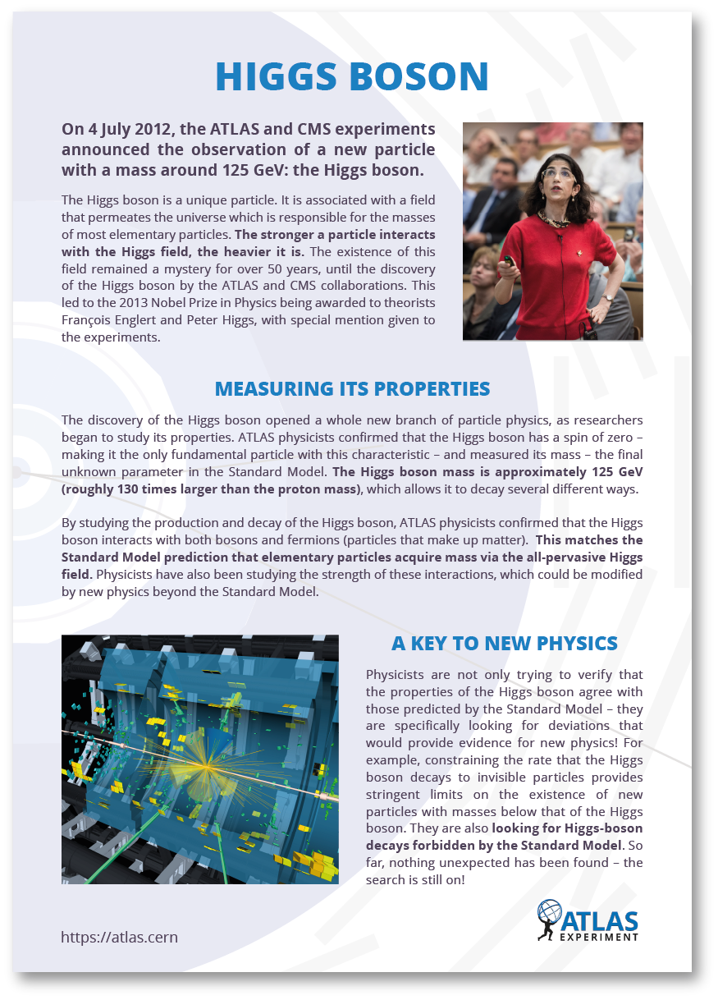 HIGGS BOSON
On 4 July 2012, the ATLAS and CMS experiments
announced the observation of a new particle
with a mass around 125 GeV: the Higgs boson.
The Higgs boson is a unique particle. It is associated with a field
that permeates the universe which is responsible for the masses
of most elementary particles. The stronger a particle interacts
with the Higgs field, the heavier it is. The existence of this
field remained a mystery for over 50 years, until the discovery
of the Higgs boson by the ATLAS and CMS collaborations. This
led to the 2013 Nobel Prize in Physics being awarded to theorists
François Englert and Peter Higgs, with special mention given to
the experiments.
MEASURING ITS PROPERTIES
The discovery of the Higgs boson opened a whole new branch of particle physics, as researchers
began to study its properties. ATLAS physicists confirmed that the Higgs boson has a spin of zero –
making it the only fundamental particle with this characteristic – and measured its mass – the final
unknown parameter in the Standard Model. The Higgs boson mass is approximately 125 GeV
(roughly 130 times larger than the proton mass), which allows it to decay several different ways.
By studying the production and decay of the Higgs boson, ATLAS physicists confirmed that the Higgs
boson interacts with both bosons and fermions (particles that make up matter). This matches the
Standard Model prediction that elementary particles acquire mass via the all-pervasive Higgs
field. Physicists have also been studying the strength of these interactions, which could be modified
by new physics beyond the Standard Model.
A KEY TO NEW PHYSICS
Physicists are not only trying to verify that
the properties of the Higgs boson agree with
those predicted by the Standard Model – they
are specifically looking for deviations that
would provide evidence for new physics! For
example, constraining the rate that the Higgs
boson decays to invisible particles provides
stringent limits on the existence of new
particles with masses below that of the Higgs
boson. They are also looking for Higgs-boson
decays forbidden by the Standard Model. So
far, nothing unexpected has been found – the
search is still on!
https://atlas.cern
ATLAS
EXPERIMENT